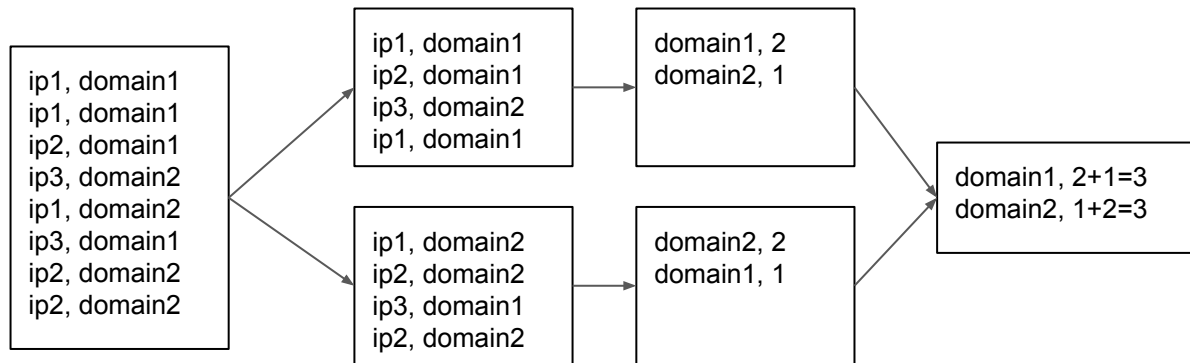 ip1, domain1
ip1, domain1
ip2, domain1
ip3, domain2
ip1, domain2
ip3, domain1
ip2, domain2
ip2, domain2
ip1, domain1
ip2, domain1
ip3, domain2
ip1, domain1
domain1, 2
domain2, 1
ip1, domain2
ip2, domain2
ip3, domain1
ip2, domain2
domain2, 2
domain1, 1
domain1, 2+1=3
domain2, 1+2=3